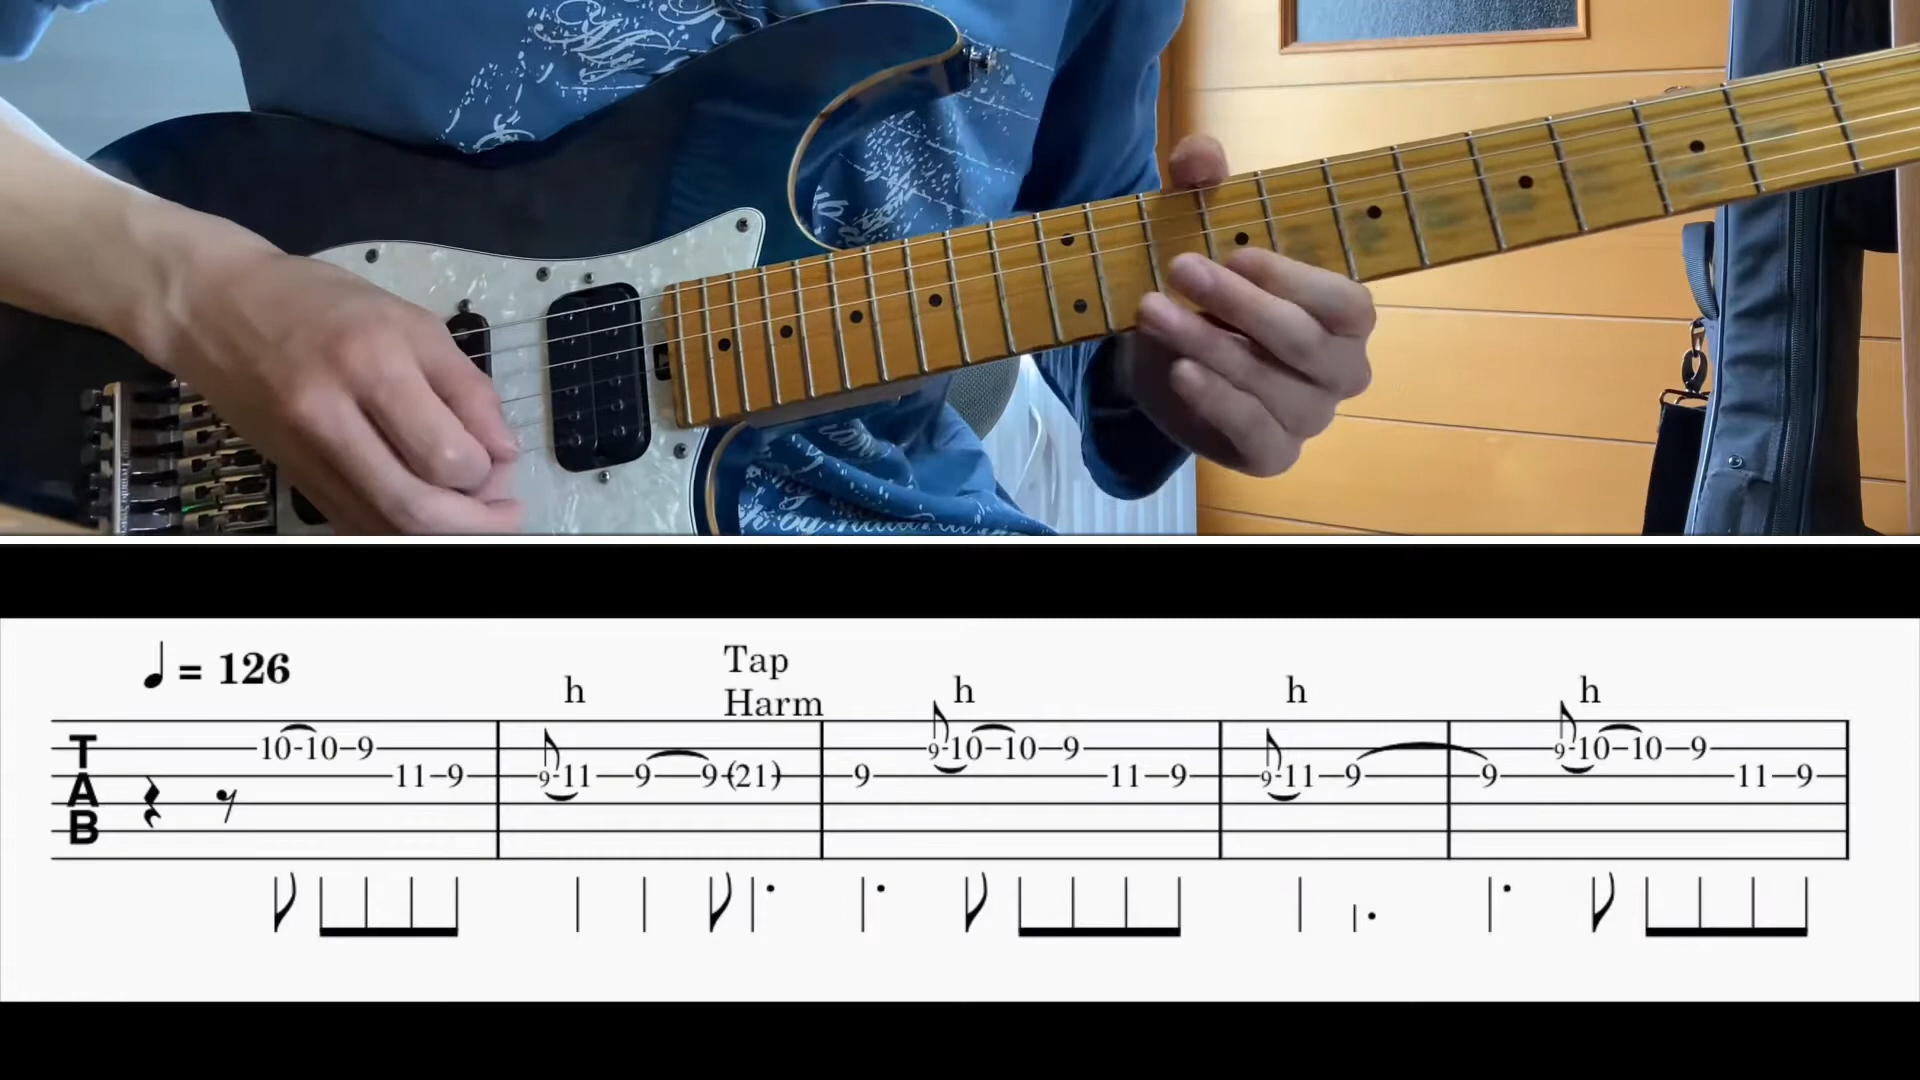 ♩ = 126
Tap
h h h h
Harm
T 10-10-9 9-11 9 9-(21) 9-10-10-9 9-10-10-9
A 11-9 9 11-9 9-11-9 9 11-9
B